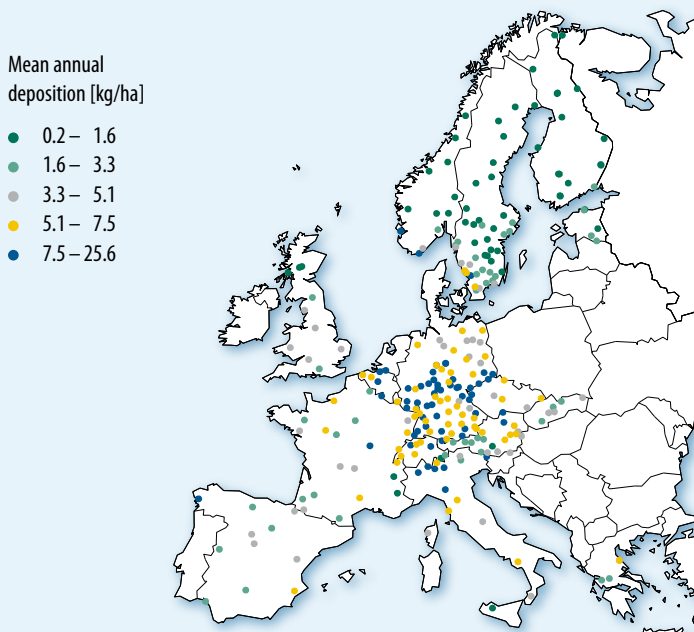 Mean annual
deposition [kg/ha]
0.2 – 1.6
1.6 – 3.3
3.3 – 5.1
5.1 – 7.5
7.5 – 25.6